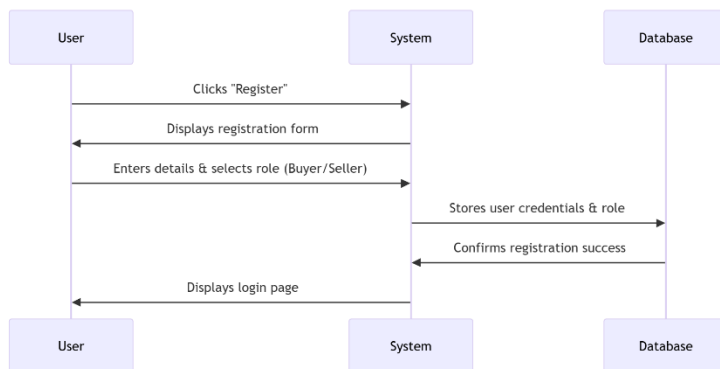 User
System
Database
Clicks "Register"
Displays registration form
Enters details & selects role (Buyer/Seller)
Stores user credentials & role
Confirms registration success
Displays login page
User
System
Database